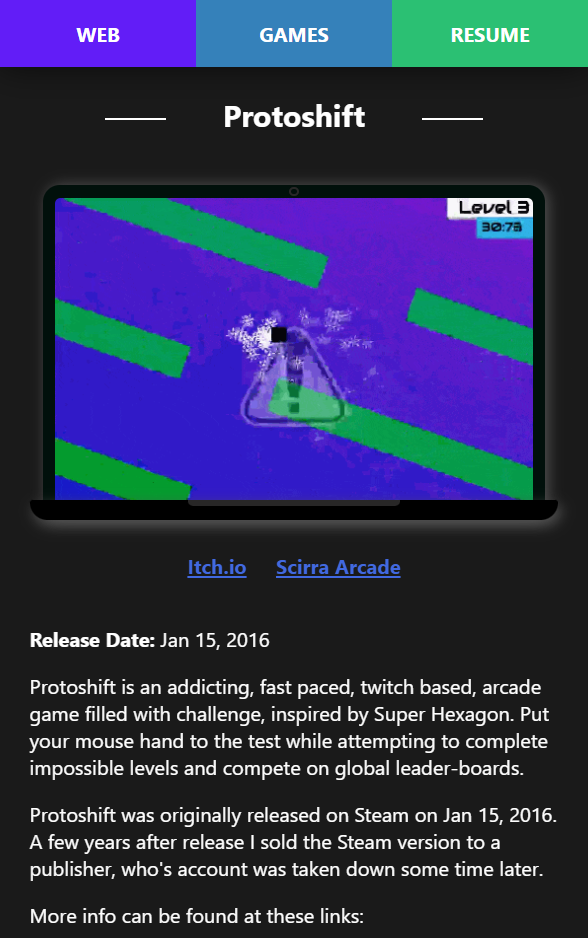 WEB GAMES RESUME
Protoshift
Level 3
30:73
Itch.io Scirra Arcade
Release Date: Jan 15, 2016
Protoshift is an addicting, fast paced, twitch based, arcade
game filled with challenge, inspired by Super Hexagon. Put
your mouse hand to the test while attempting to complete
impossible levels and compete on global leader-boards.
Protoshift was originally released on Steam on Jan 15, 2016.
A few years after release I sold the Steam version to a
publisher, who's account was taken down some time later.
More info can be found at these links: